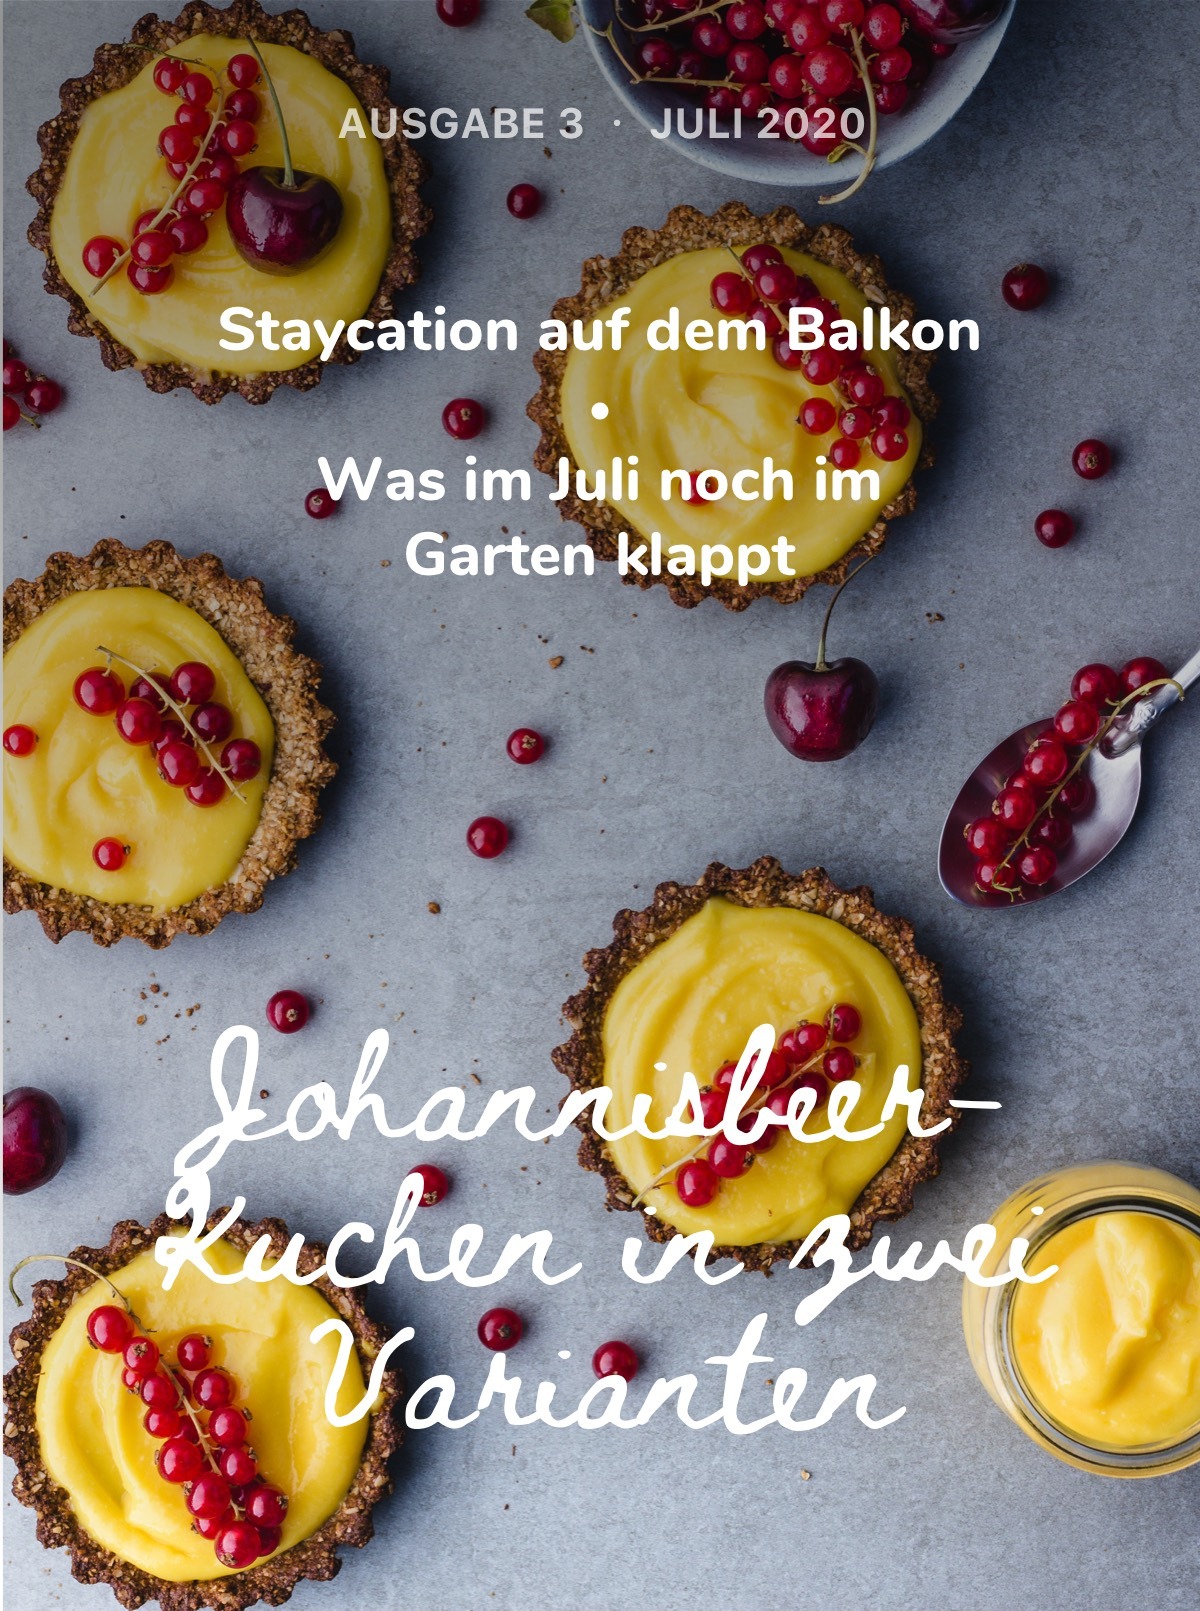 AUSGABE 3 · JULI 2020
Staycation auf dem Balkon
•
Was im Juli noch im
Garten klappt
Johannisbeer-
Kuchen in zwei
Varianten